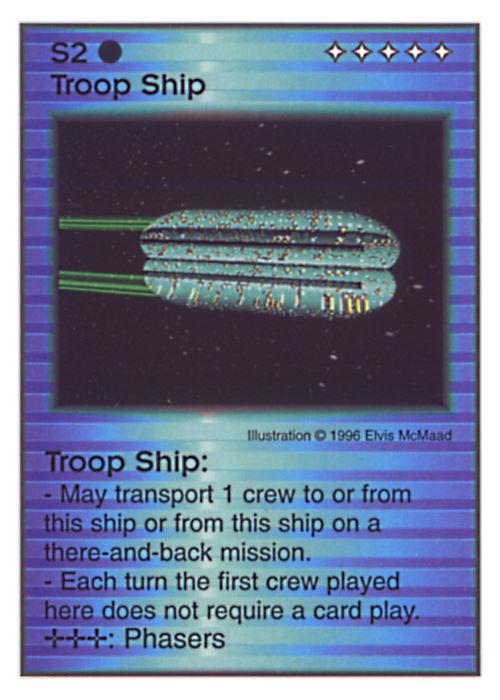 S2
Troop Ship
Illustration © 1996 Elvis McMaad
Troop Ship:
- May transport 1 crew to or from
this ship or from this ship on a
there-and-back mission.
- Each turn the first crew played
here does not require a card play.
✢✢✢: Phasers